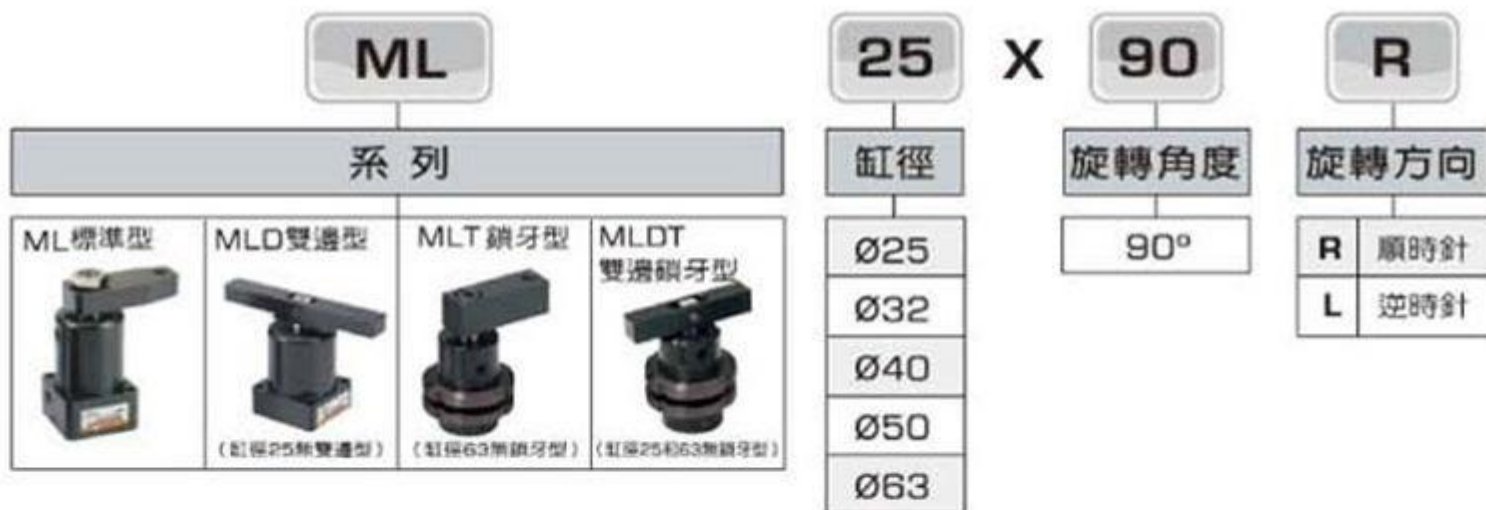 ML 25 X 90 R
系列 缸徑 旋轉角度 旋轉方向
ML標準型
MLD雙邊型
(缸徑25無雙邊型)
MLT鎖牙型
(缸徑63無鎖牙型)
MLDT
雙邊鎖牙型
(缸徑25和63無鎖牙型)
Ø25
Ø32
Ø40
Ø50
Ø63
90°
R 順時針
L 逆時針